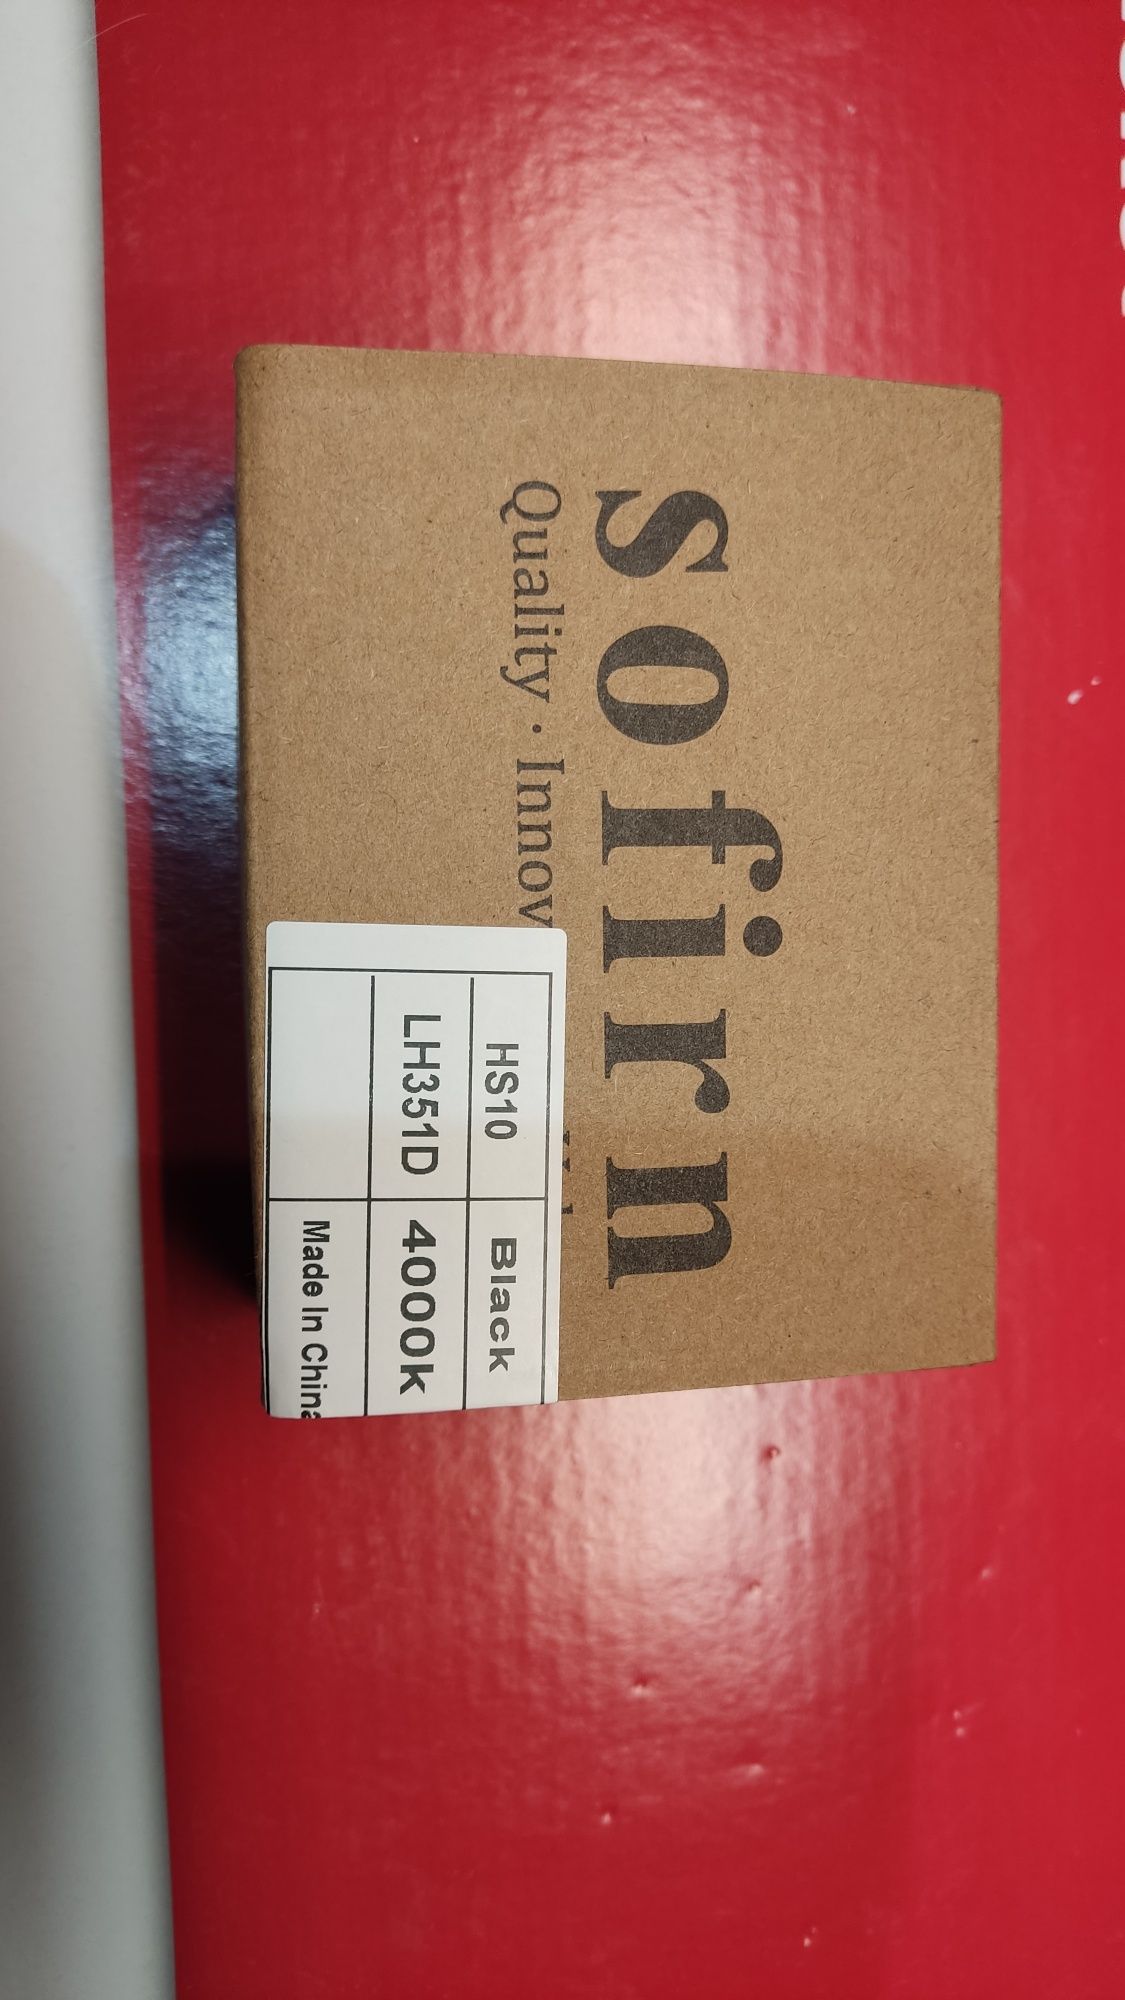 sofirn
Quality · Innov
HS10 Black
LH351D 4000k
Made In China